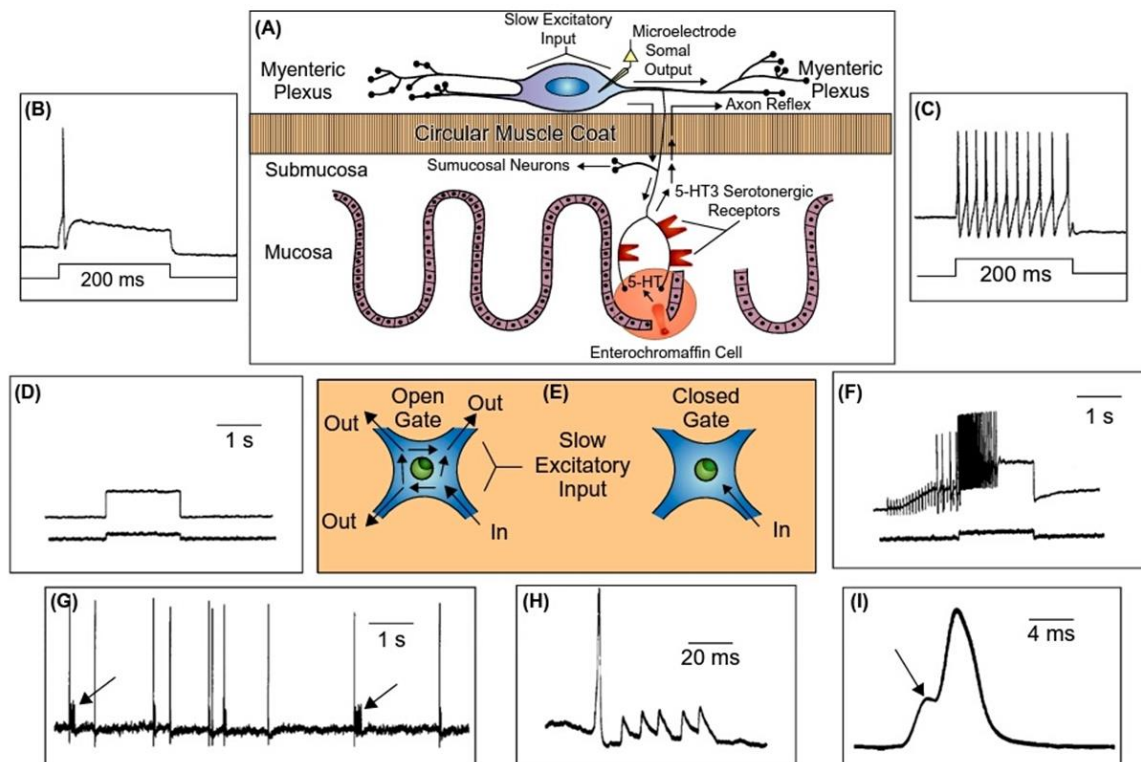 (A)
Slow Excitatory
Input
Microelectrode
Somal
Output
Myenteric
Plexus
Myenteric
Plexus
Axon Reflex
Circular Muscle Coat
Submucosa
Sumucosal Neurons
5-HT3 Serotonergic
Receptors
Mucosa
5-HT
Enterochromaffin Cell
(B)
200 ms
(C)
200 ms
(D)
1 s
(E)
Open
Gate
Out
Out
Out
In
Slow
Excitatory
Input
Closed
Gate
In
(F)
1 s
(G)
1 s
(H)
20 ms
(I)
4 ms